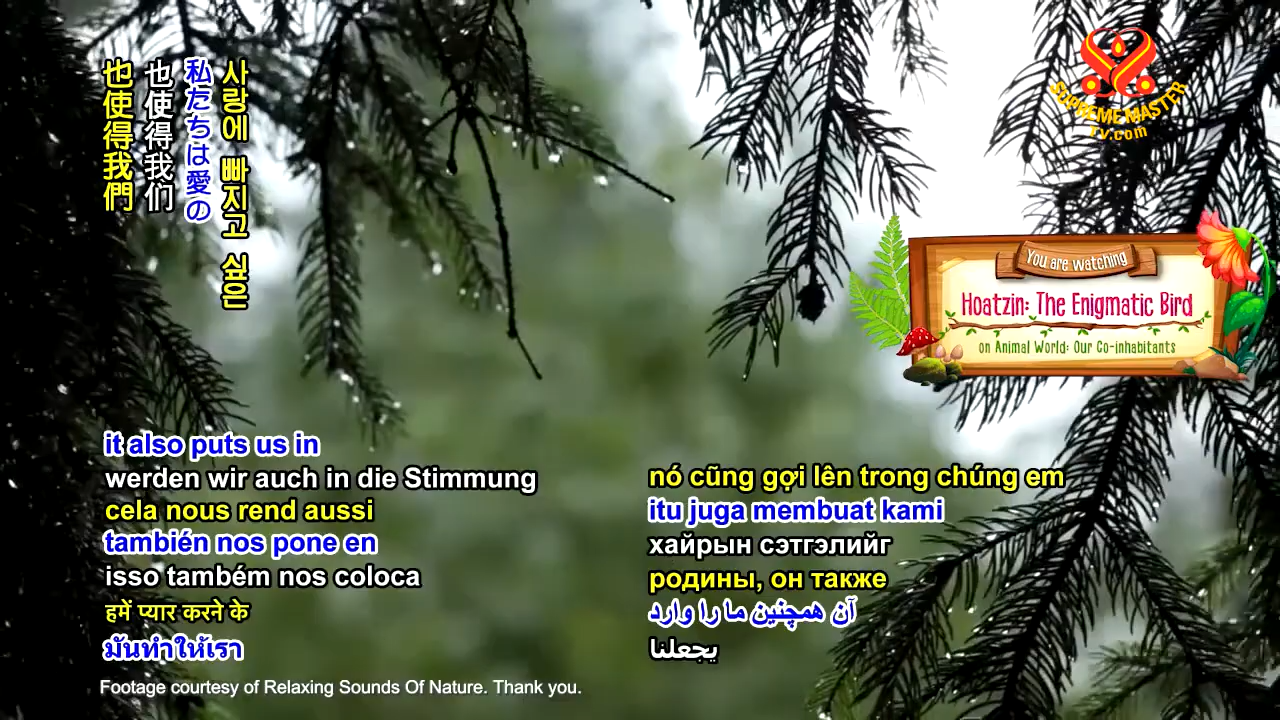 也使得我們
也使得我们
私たちは愛の
사랑에 빠지고 싶은
SUPREME MASTER
TV.com
You are watching
Hoatzin: The Enigmatic Bird
on Animal World: Our Co-inhabitants
it also puts us in
werden wir auch in die Stimmung
cela nous rend aussi
también nos pone en
isso também nos coloca
हमें प्यार करने के
มันทำให้เรา
nó cũng gợi lên trong chúng em
itu juga membuat kami
хайрын сэтгэлийг
родины, он также
آن همچنین ما را وارد
يجعلنا
Footage courtesy of Relaxing Sounds Of Nature. Thank you.